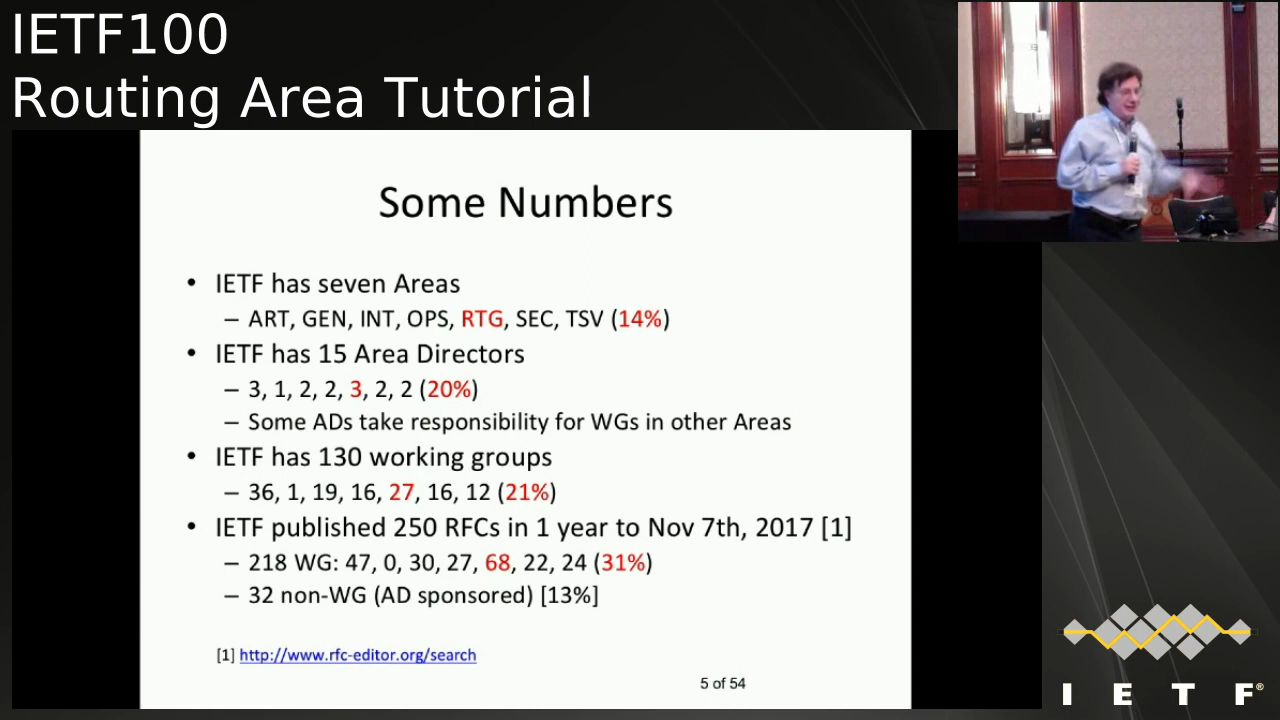 IETF100
Routing Area Tutorial
Some Numbers
• IETF has seven Areas
– ART, GEN, INT, OPS, RTG, SEC, TSV (14%)
• IETF has 15 Area Directors
– 3, 1, 2, 2, 3, 2, 2 (20%)
– Some ADs take responsibility for WGs in other Areas
• IETF has 130 working groups
– 36, 1, 19, 16, 27, 16, 12 (21%)
• IETF published 250 RFCs in 1 year to Nov 7th, 2017 [1]
– 218 WG: 47, 0, 30, 27, 68, 22, 24 (31%)
– 32 non-WG (AD sponsored) [13%]
[1] http://www.rfc-editor.org/search
5 of 54
I E T F®